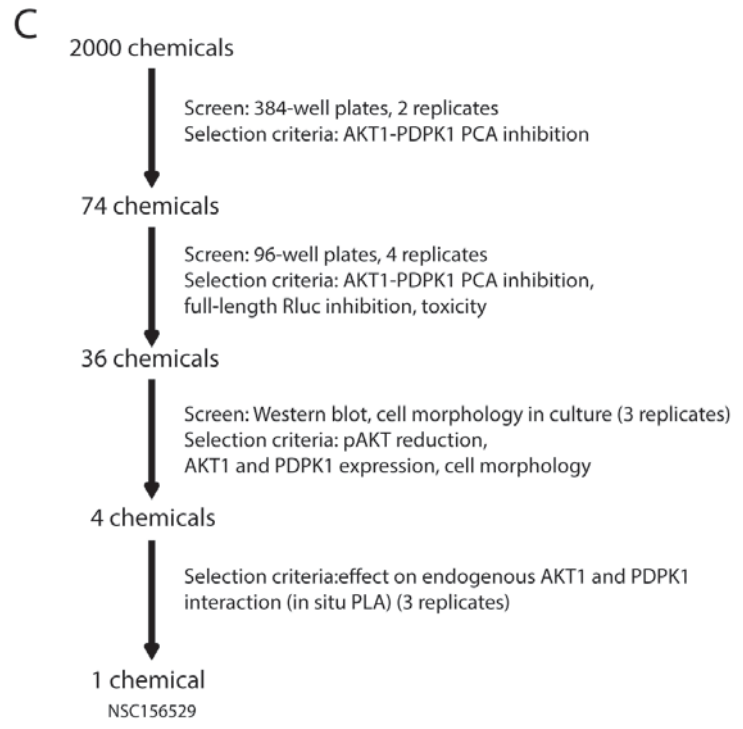 C
2000 chemicals
Screen: 384-well plates, 2 replicates
Selection criteria: AKT1-PDPK1 PCA inhibition
74 chemicals
Screen: 96-well plates, 4 replicates
Selection criteria: AKT1-PDPK1 PCA inhibition,
full-length Rluc inhibition, toxicity
36 chemicals
Screen: Western blot, cell morphology in culture (3 replicates)
Selection criteria: pAKT reduction,
AKT1 and PDPK1 expression, cell morphology
4 chemicals
Selection criteria:effect on endogenous AKT1 and PDPK1
interaction (in situ PLA) (3 replicates)
1 chemical
NSC156529